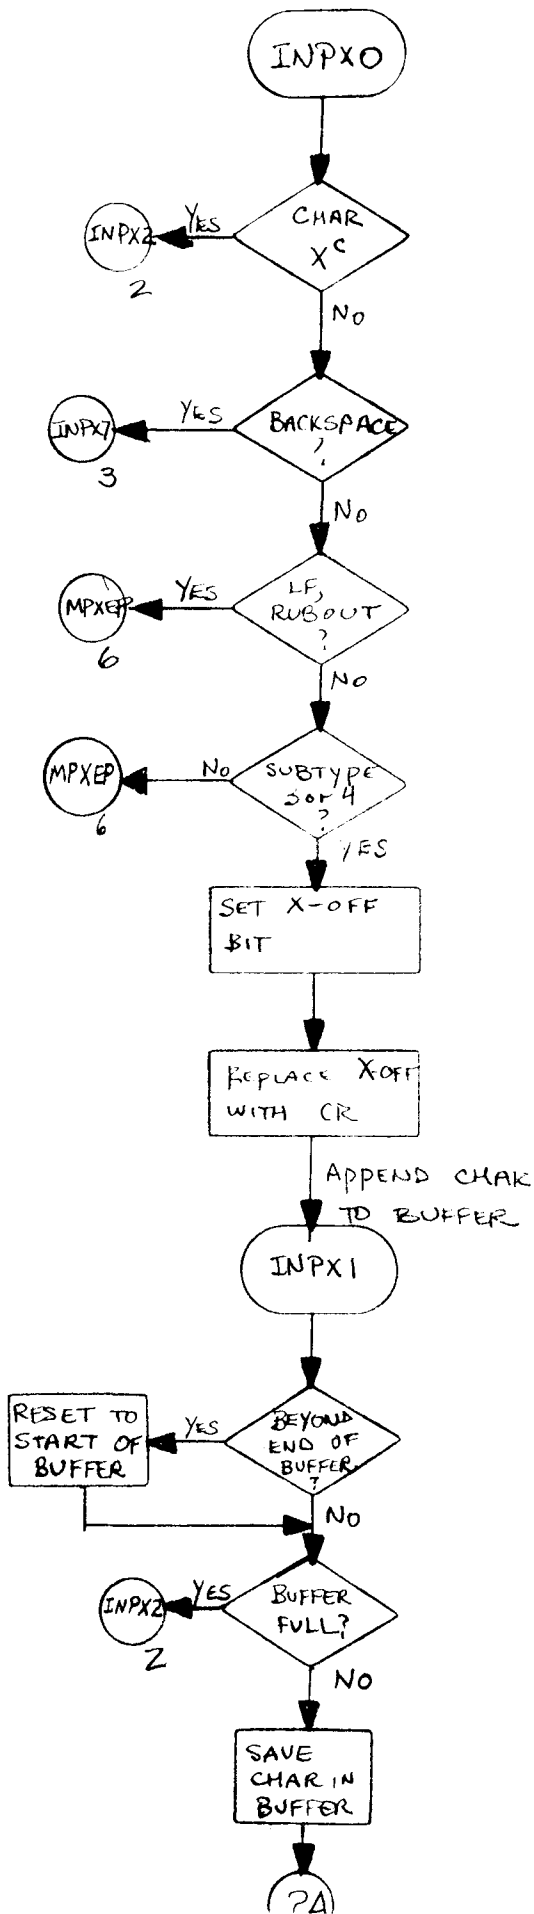 INPX0
CHAR
X^C
YES
INPX2
2
NO
BACKSPACE
?
YES
INPX7
3
NO
LF,
RUBOUT
?
YES
MPXEP
6
NO
SUBTYPE
3 or 4
?
NO
MPXEP
6
YES
SET X-OFF
BIT
REPLACE X-OFF
WITH CR
APPEND CHAR
TO BUFFER
INPX1
BEYOND
END OF
BUFFER
?
YES
RESET TO
START OF
BUFFER
NO
BUFFER
FULL?
YES
INPX2
2
NO
SAVE
CHAR IN
BUFFER